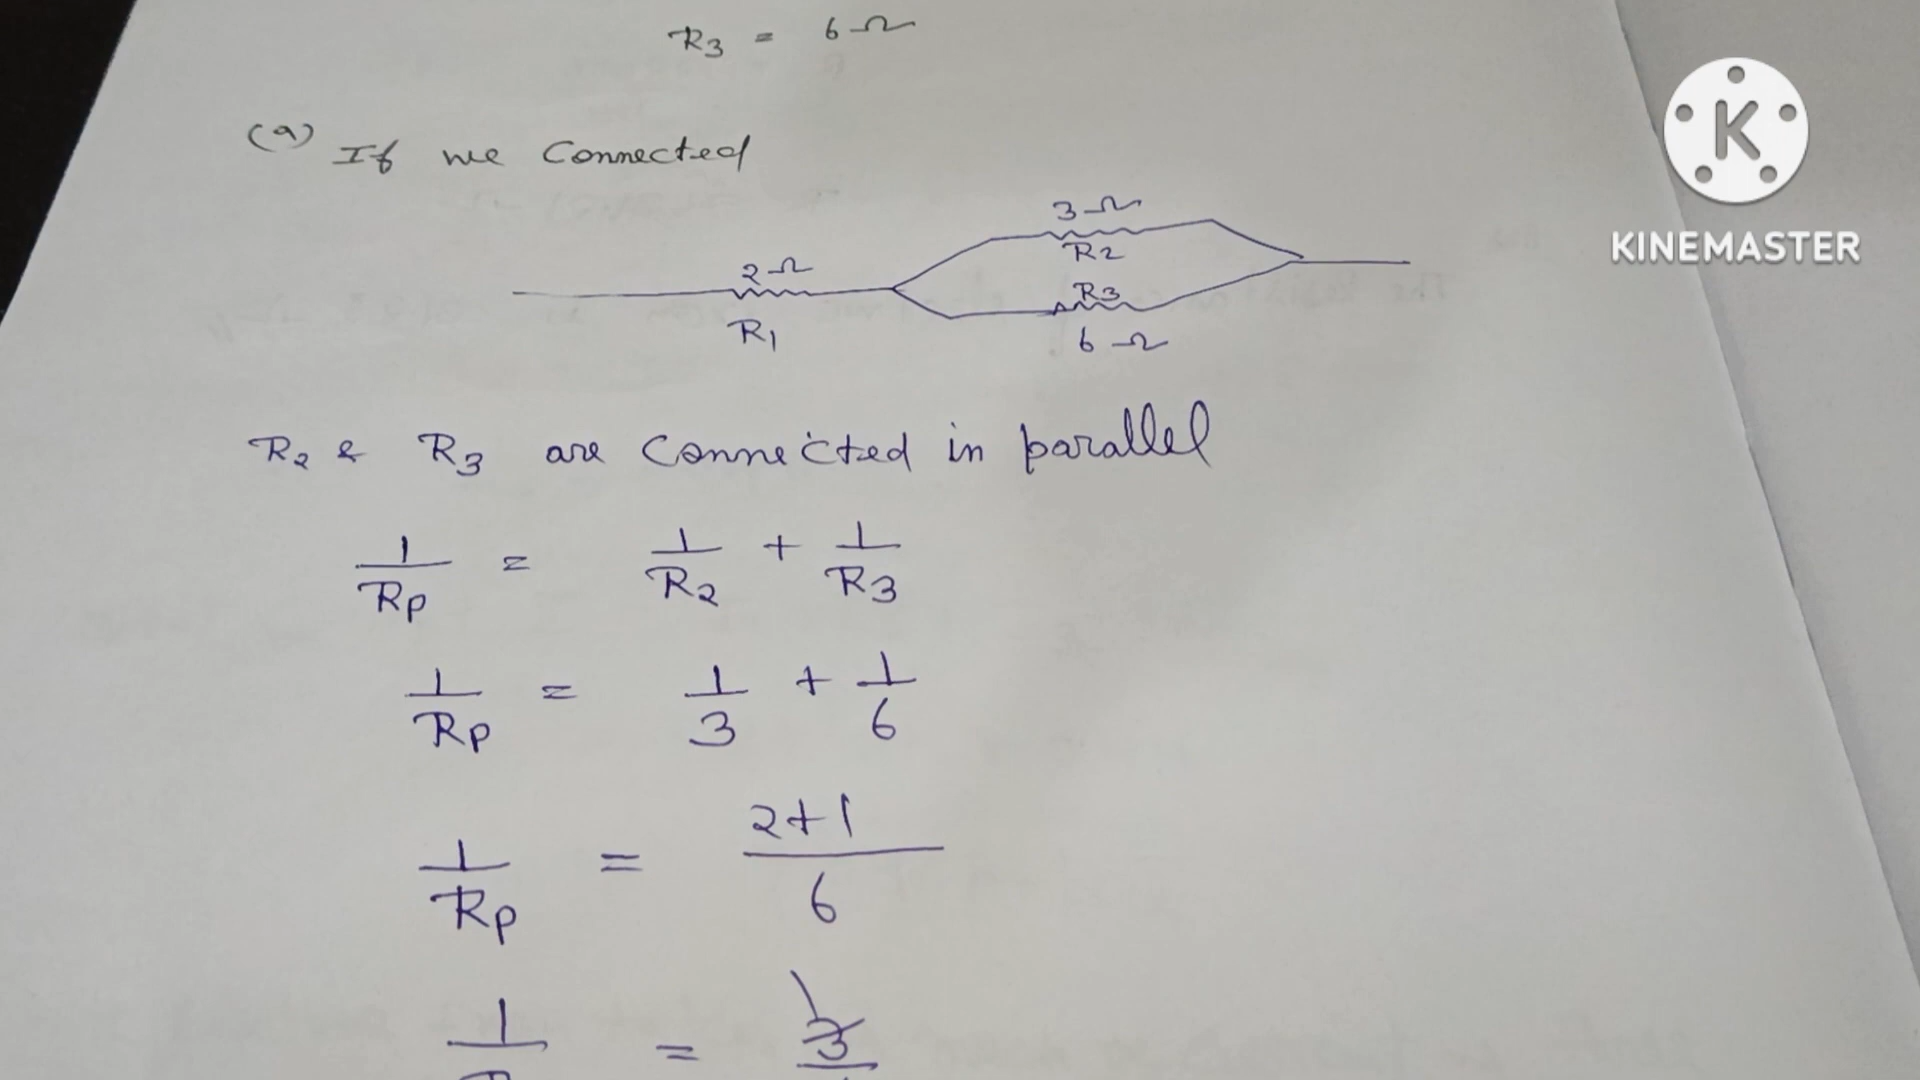 R3 = 6 Ω
(a) If we Connected
3 Ω
R2
2 Ω
R1
R3
6 Ω
R2 & R3 are connected in parallel
1/Rp = 1/R2 + 1/R3
1/Rp = 1/3 + 1/6
1/Rp = 2+1/6
1 = 3
K
KINEMASTER